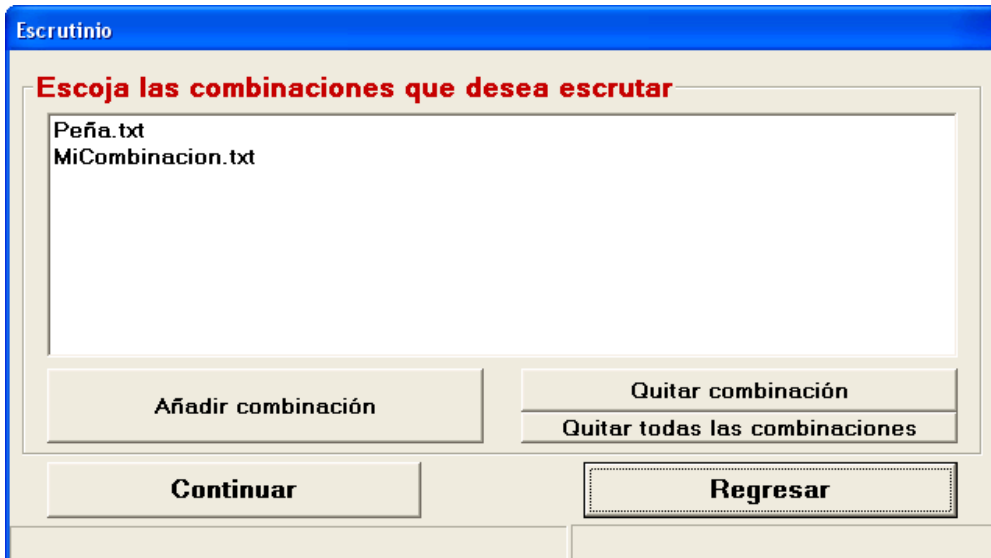 Escrutinio
Escoja las combinaciones que desea escrutar
Peña.txt
MiCombinacion.txt
Añadir combinación
Quitar combinación
Quitar todas las combinaciones
Continuar
Regresar